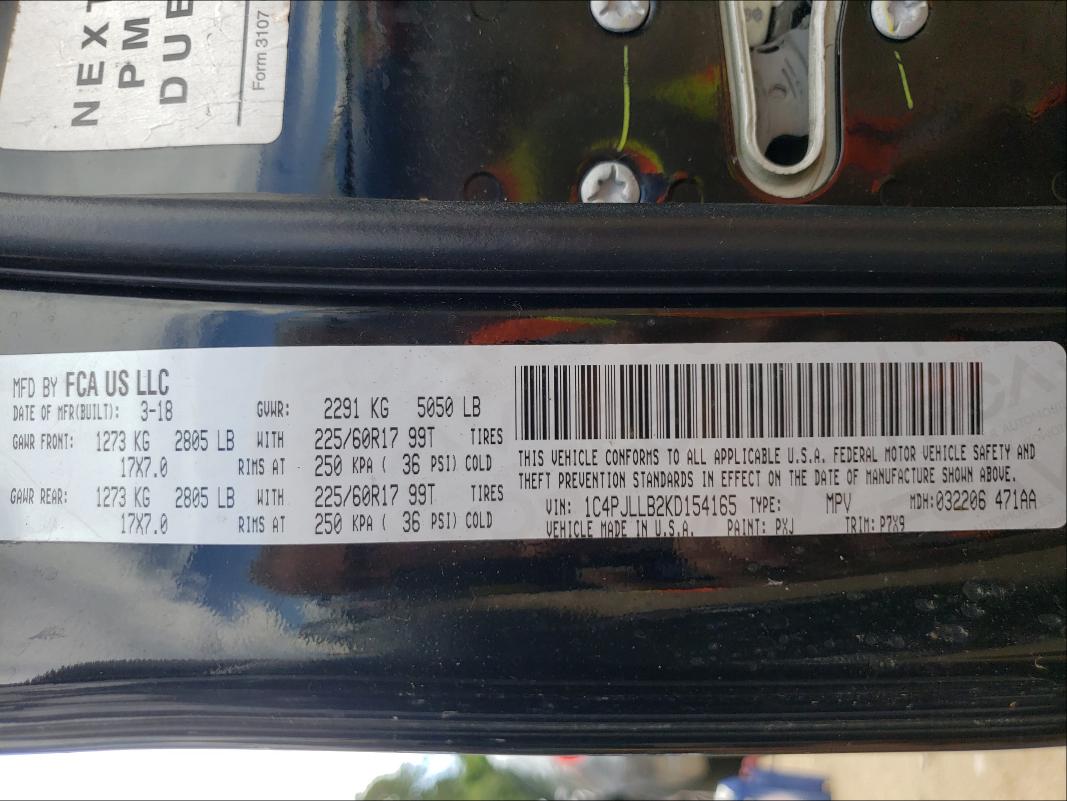 NEXT
PM
DUE
Form 3107
MFD BY FCA US LLC
DATE OF MFR(BUILT): 3-18 GVWR: 2291 KG 5050 LB
GAWR FRONT: 1273 KG 2805 LB WITH 225/60R17 99T TIRES
17X7.0 RIMS AT 250 KPA ( 36 PSI) COLD
GAWR REAR: 1273 KG 2805 LB WITH 225/60R17 99T TIRES
17X7.0 RIMS AT 250 KPA ( 36 PSI) COLD
THIS VEHICLE CONFORMS TO ALL APPLICABLE U.S.A. FEDERAL MOTOR VEHICLE SAFETY AND
THEFT PREVENTION STANDARDS IN EFFECT ON THE DATE OF MANUFACTURE SHOWN ABOVE.
VIN: 1C4PJLLB2KD154165 TYPE: MPV MDH: 032206 471AA
VEHICLE MADE IN U.S.A. PAINT: PXJ TRIM: P7X9